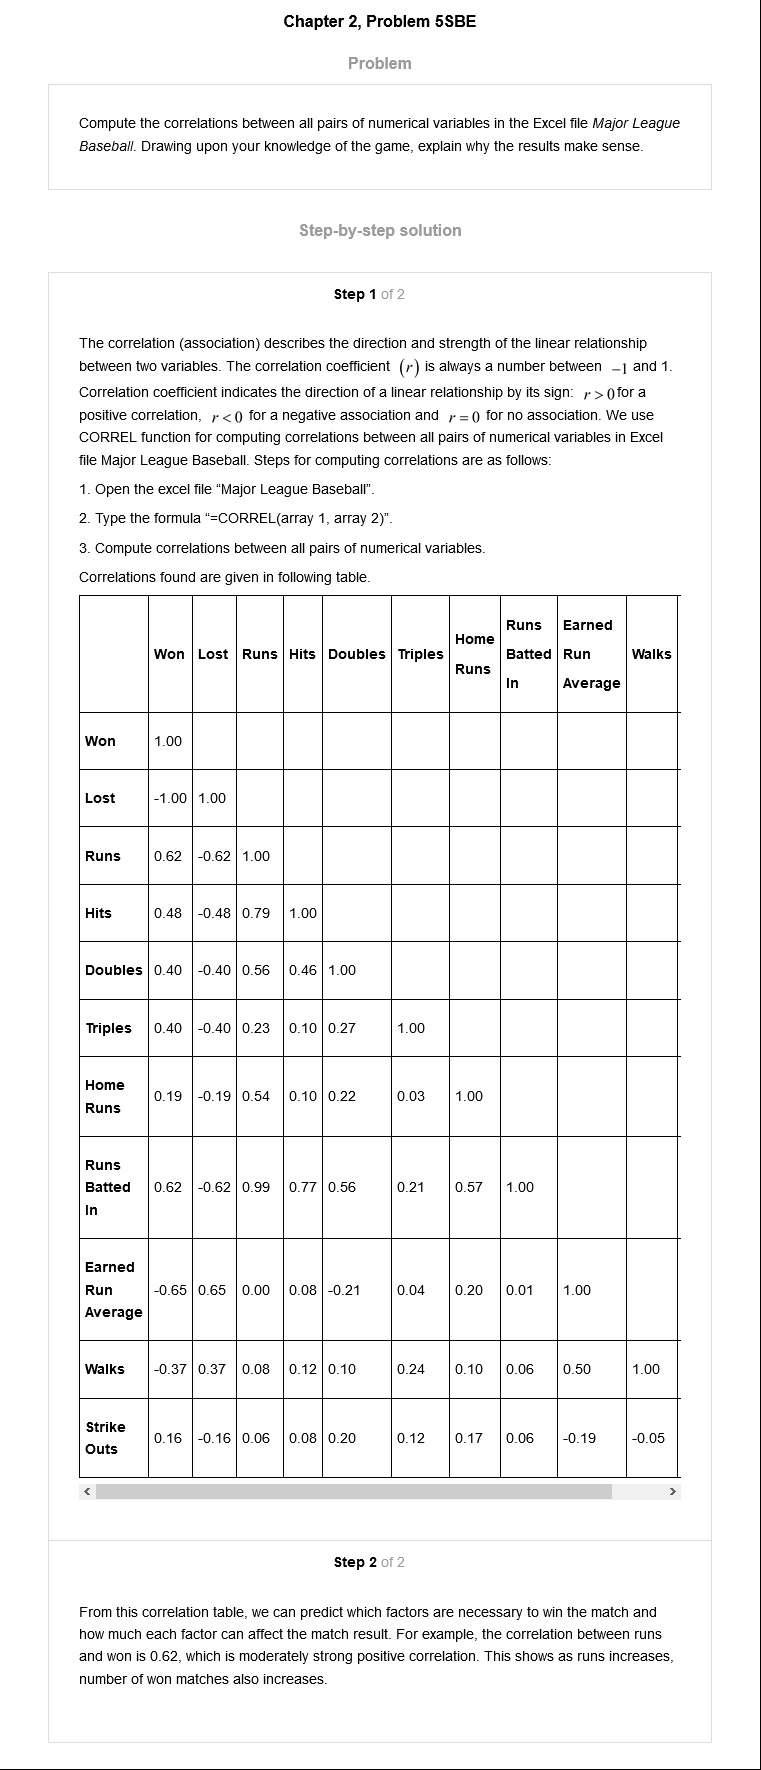 Chapter 2, Problem 5SBE
Problem
Compute the correlations between all pairs of numerical variables in the Excel file Major League
Baseball. Drawing upon your knowledge of the game, explain why the results make sense.
Step-by-step solution
Step 1 of 2
The correlation (association) describes the direction and strength of the linear relationship
between two variables. The correlation coefficient (r) is always a number between −1 and 1.
Correlation coefficient indicates the direction of a linear relationship by its sign: r > 0 for a
positive correlation, r < 0 for a negative association and r = 0 for no association. We use
CORREL function for computing correlations between all pairs of numerical variables in Excel
file Major League Baseball. Steps for computing correlations are as follows:
1. Open the excel file “Major League Baseball”.
2. Type the formula “=CORREL(array 1, array 2)”.
3. Compute correlations between all pairs of numerical variables.
Correlations found are given in following table.
Won Lost Runs Hits Doubles Triples Home Runs Runs Batted In Earned Run Average Walks
Won 1.00
Lost -1.00 1.00
Runs 0.62 -0.62 1.00
Hits 0.48 -0.48 0.79 1.00
Doubles 0.40 -0.40 0.56 0.46 1.00
Triples 0.40 -0.40 0.23 0.10 0.27 1.00
Home Runs 0.19 -0.19 0.54 0.10 0.22 0.03 1.00
Runs Batted In 0.62 -0.62 0.99 0.77 0.56 0.21 0.57 1.00
Earned Run Average -0.65 0.65 0.00 0.08 -0.21 0.04 0.20 0.01 1.00
Walks -0.37 0.37 0.08 0.12 0.10 0.24 0.10 0.06 0.50 1.00
Strike Outs 0.16 -0.16 0.06 0.08 0.20 0.12 0.17 0.06 -0.19 -0.05
Step 2 of 2
From this correlation table, we can predict which factors are necessary to win the match and
how much each factor can affect the match result. For example, the correlation between runs
and won is 0.62, which is moderately strong positive correlation. This shows as runs increases,
number of won matches also increases.